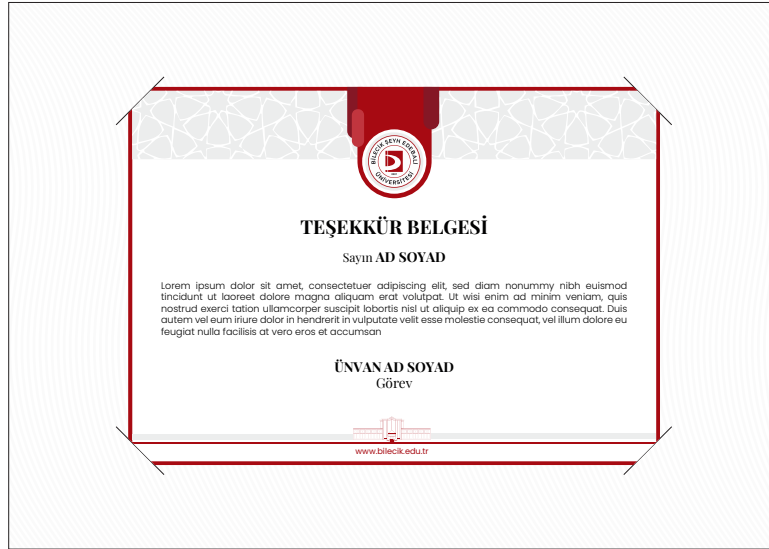 BİLECİK ŞEYH EDEBALİ
ÜNİVERSİTESİ
TEŞEKKÜR BELGESİ
Sayın AD SOYAD
Lorem ipsum dolor sit amet, consectetuer adipiscing elit, sed diam nonummy nibh euismod
tincidunt ut laoreet dolore magna aliquam erat volutpat. Ut wisi enim ad minim veniam, quis
nostrud exerci tation ullamcorper suscipit lobortis nisl ut aliquip ex ea commodo consequat. Duis
autem vel eum iriure dolor in hendrerit in vulputate velit esse molestie consequat, vel illum dolore eu
feugiat nulla facilisis at vero eros et accumsan
ÜNVAN AD SOYAD
Görev
www.bilecik.edu.tr